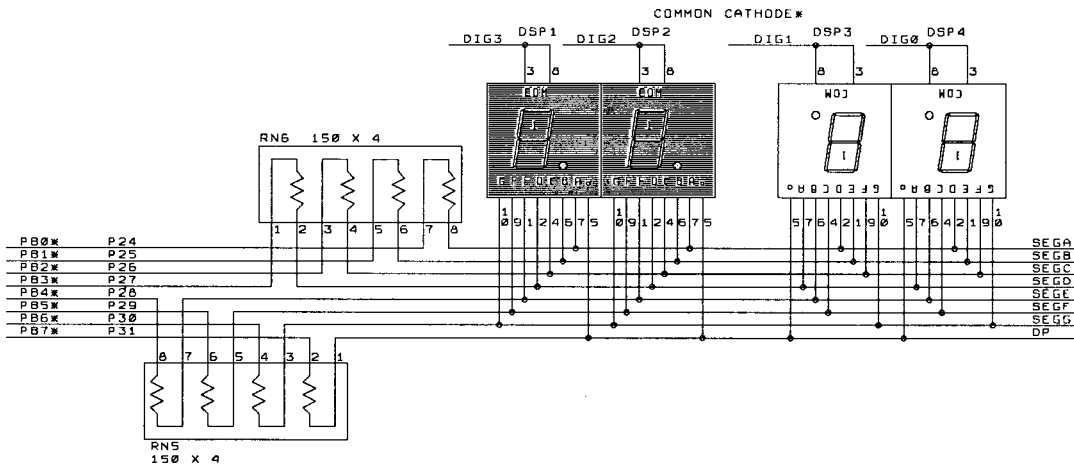 COMMON CATHODE*
DIG3 DSP1 DIG2 DSP2 DIG1 DSP3 DIG0 DSP4
3 8 3 8 8 3 8 3
COM COM COM COM
RN6 150 X 4
G F E D C B A G F E D C B A A B C D E F G A B C D E F G
10 9 1 2 4 6 7 5 10 9 1 2 4 6 7 5 5 7 6 4 2 1 9 10 5 7 6 4 2 1 9 10
1 2 3 4 5 6 7 8
PB0* P24 SEGA
PB1* P25 SEGB
PB2* P26 SEGC
PB3* P27 SEGD
PB4* P28 SEGE
PB5* P29 SEGF
PB6* P30 SEGG
PB7* P31 DP
8 7 6 5 4 3 2 1
RN5
150 X 4